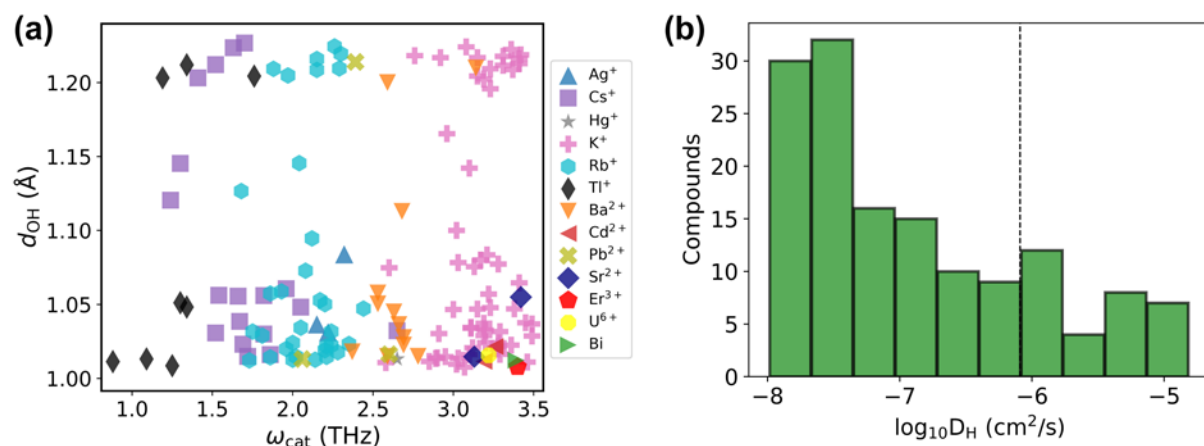 (a)
1.20
1.15
1.10
1.05
1.00
d_OH (Å)
1.0 1.5 2.0 2.5 3.0 3.5
ω_cat (THz)
Ag⁺
Cs⁺
Hg⁺
K⁺
Rb⁺
Tl⁺
Ba²⁺
Cd²⁺
Pb²⁺
Sr²⁺
Er³⁺
U⁶⁺
Bi
(b)
30
25
20
15
10
5
0
Compounds
−8 −7 −6 −5
log₁₀D_H (cm²/s)